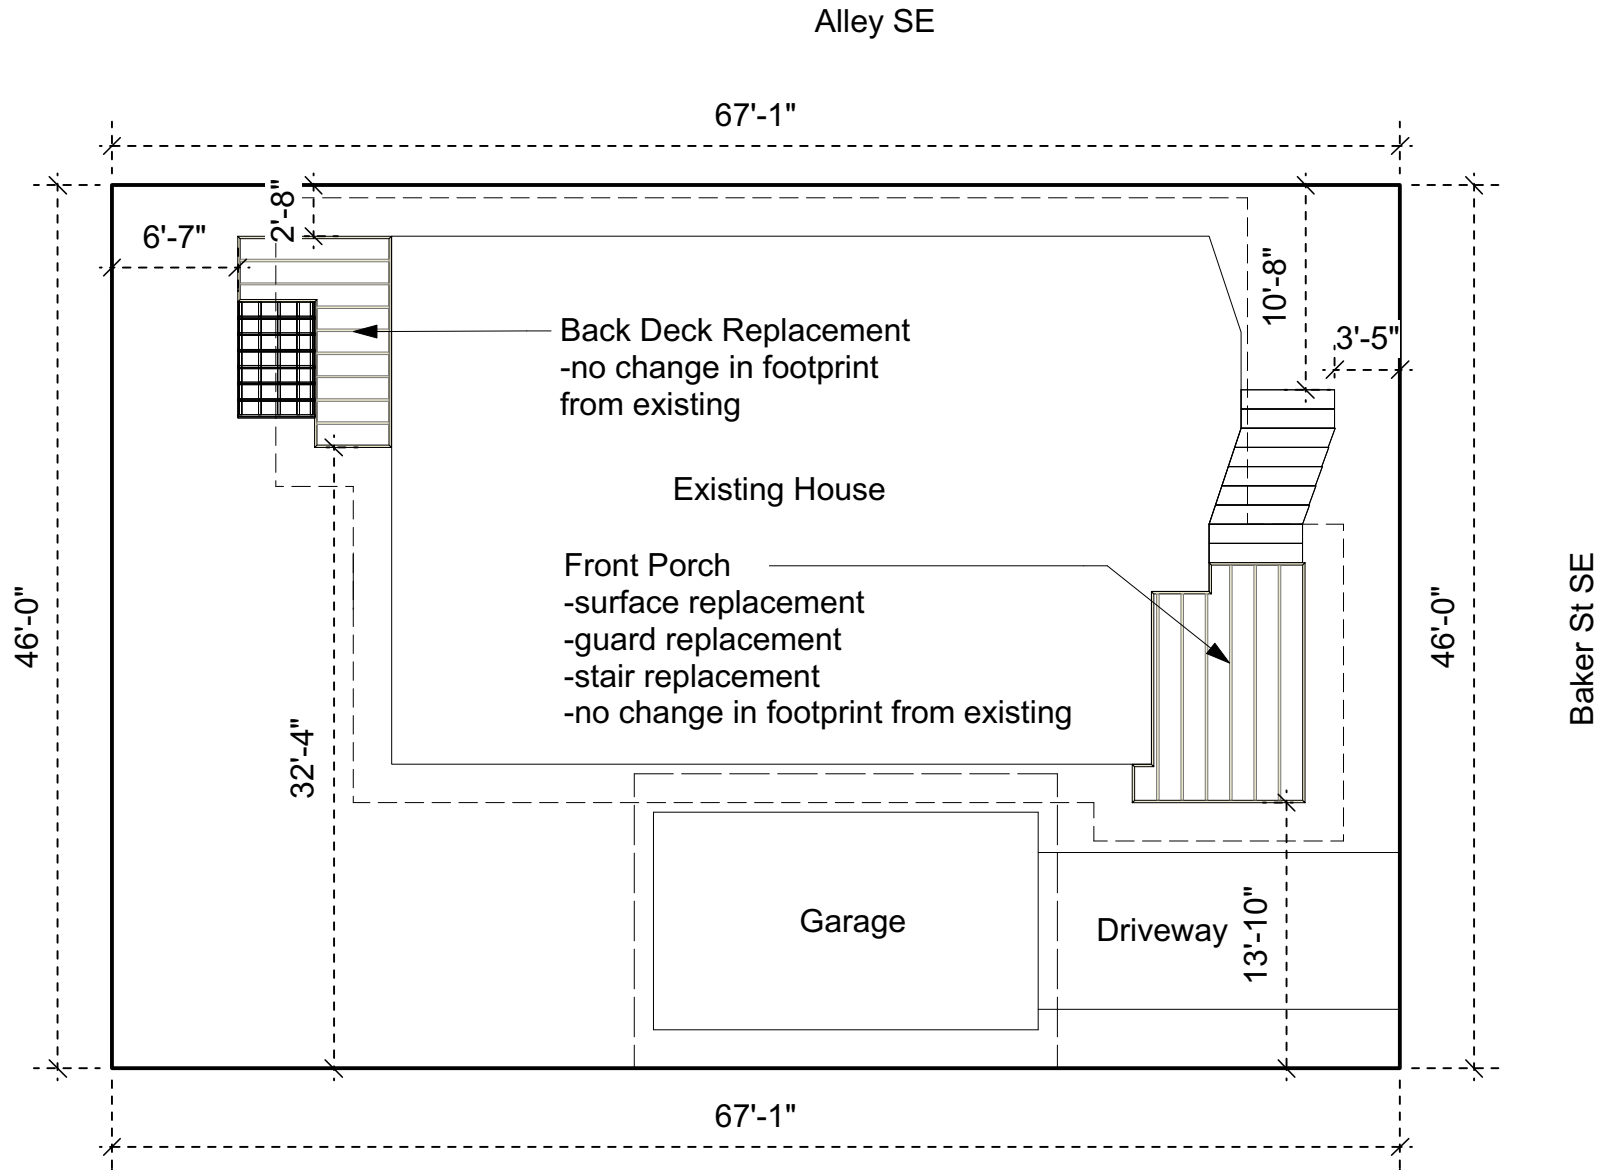 Alley SE
67'-1"
2'-8"
6'-7"
10'-8"
3'-5"
Back Deck Replacement
-no change in footprint
from existing
Existing House
Front Porch
-surface replacement
-guard replacement
-stair replacement
-no change in footprint from existing
46'-0"
46'-0"
Baker St SE
32'-4"
Garage
Driveway
13'-10"
67'-1"